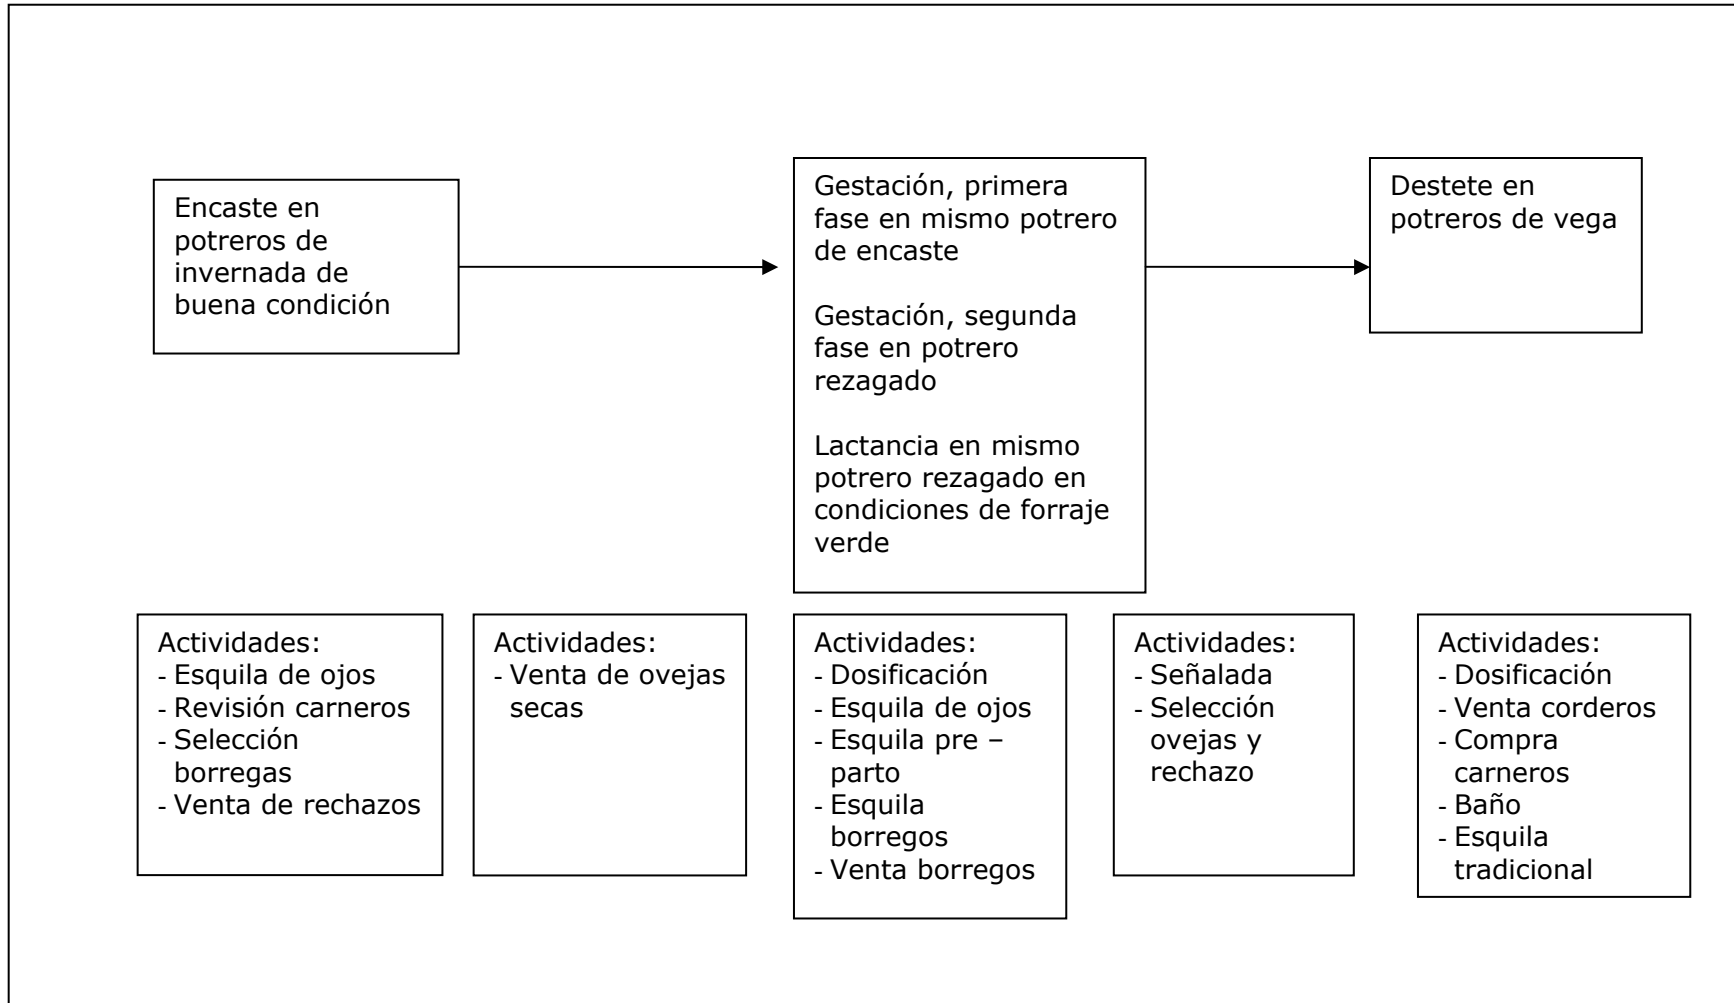 Encaste en
potreros de
invernada de
buena condición
Gestación, primera
fase en mismo potrero
de encaste
Gestación, segunda
fase en potrero
rezagado
Lactancia en mismo
potrero rezagado en
condiciones de forraje
verde
Destete en
potreros de vega
Actividades:
- Esquila de ojos
- Revisión carneros
- Selección
borregas
- Venta de rechazos
Actividades:
- Venta de ovejas
secas
Actividades:
- Dosificación
- Esquila de ojos
- Esquila pre –
parto
- Esquila
borregos
- Venta borregos
Actividades:
- Señalada
- Selección
ovejas y
rechazo
Actividades:
- Dosificación
- Venta corderos
- Compra
carneros
- Baño
- Esquila
tradicional